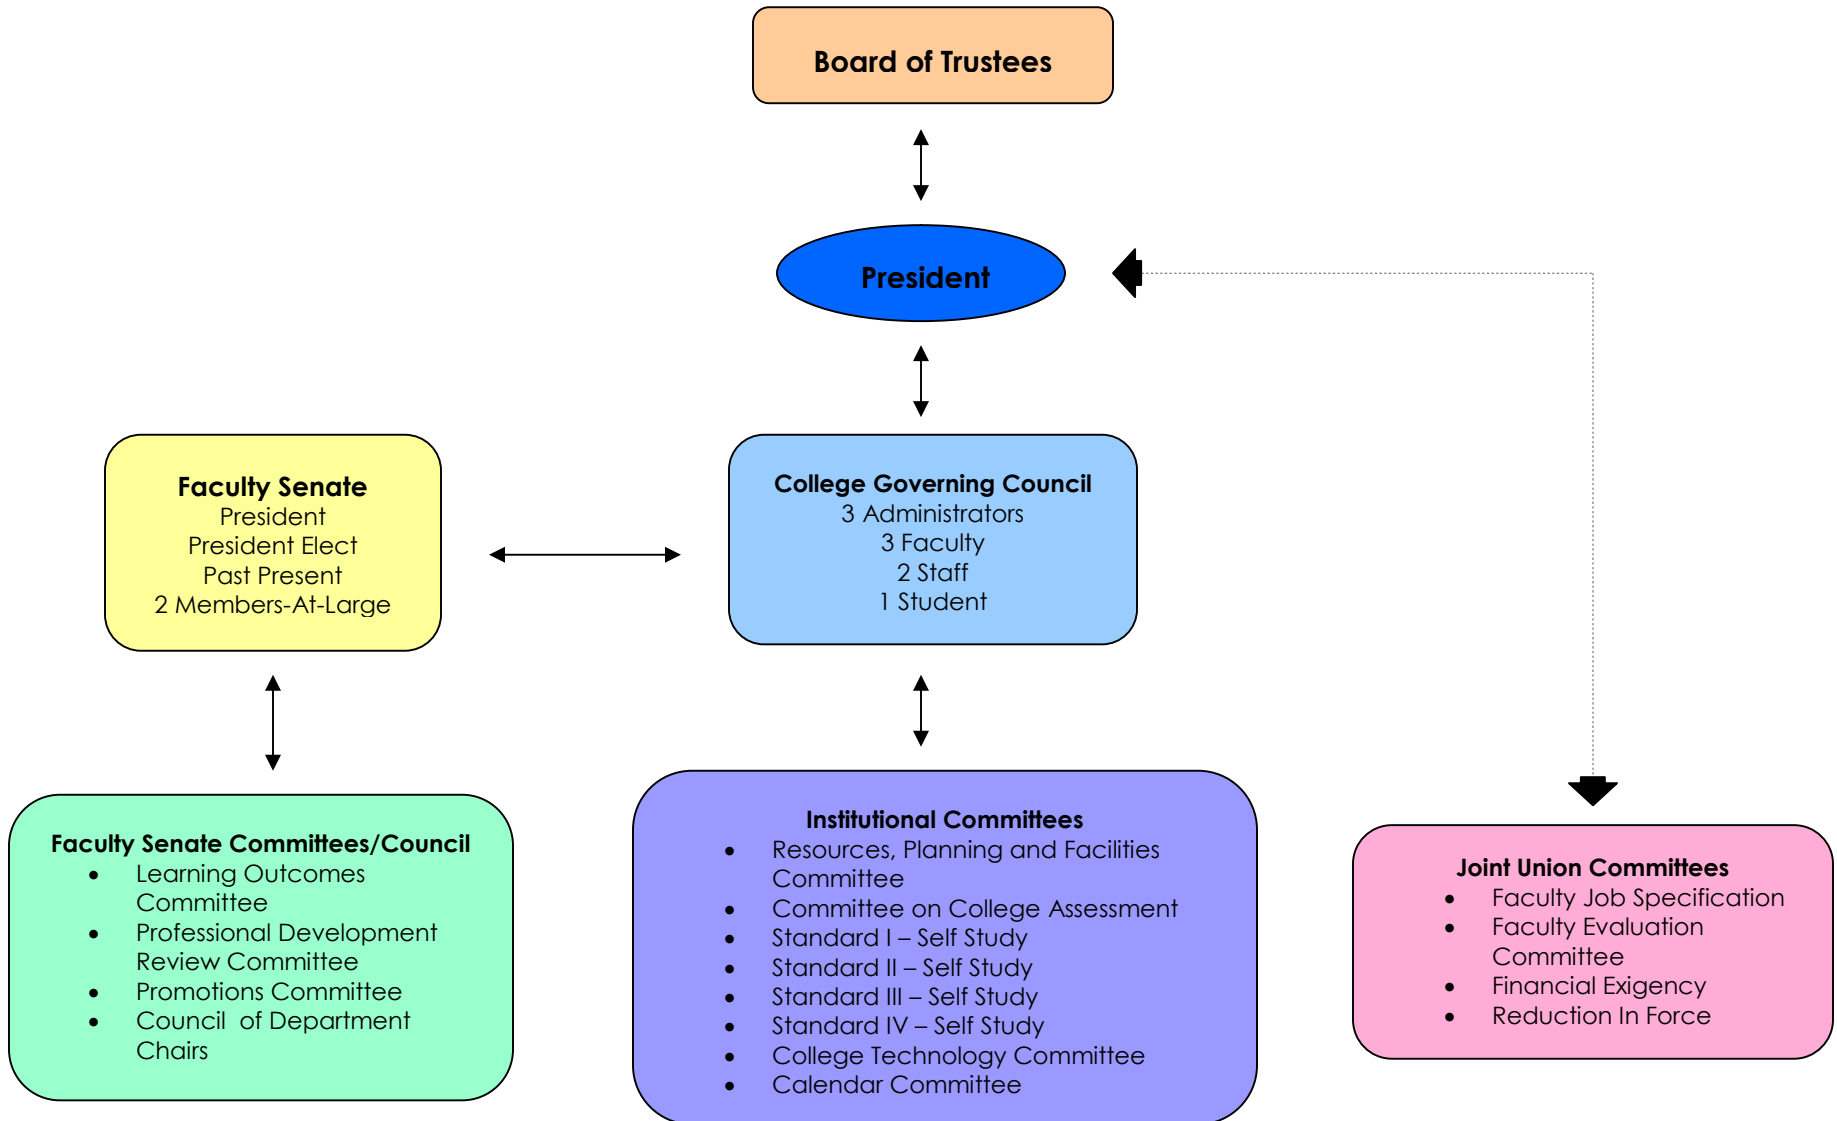 Board of Trustees
President
Faculty Senate
President
President Elect
Past Present
2 Members-At-Large
College Governing Council
3 Administrators
3 Faculty
2 Staff
1 Student
Faculty Senate Committees/Council
• Learning Outcomes
Committee
• Professional Development
Review Committee
• Promotions Committee
• Council of Department
Chairs
Institutional Committees
• Resources, Planning and Facilities
Committee
• Committee on College Assessment
• Standard I – Self Study
• Standard II – Self Study
• Standard III – Self Study
• Standard IV – Self Study
• College Technology Committee
• Calendar Committee
Joint Union Committees
• Faculty Job Specification
• Faculty Evaluation
Committee
• Financial Exigency
• Reduction In Force